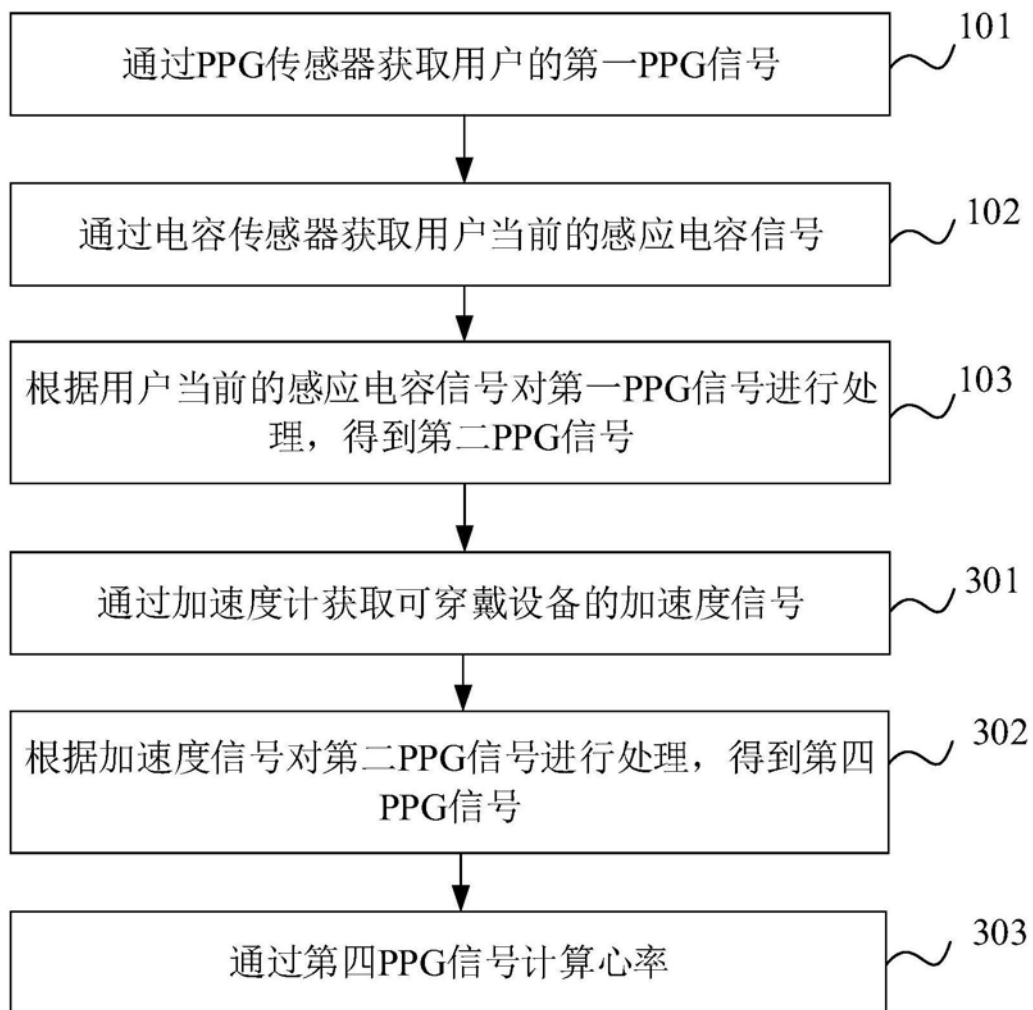 通过PPG传感器获取用户的第一PPG信号
101
通过电容传感器获取用户当前的感应电容信号
102
根据用户当前的感应电容信号对第一PPG信号进行处
理，得到第二PPG信号
103
通过加速度计获取可穿戴设备的加速度信号
301
根据加速度信号对第二PPG信号进行处理，得到第四
PPG信号
302
通过第四PPG信号计算心率
303